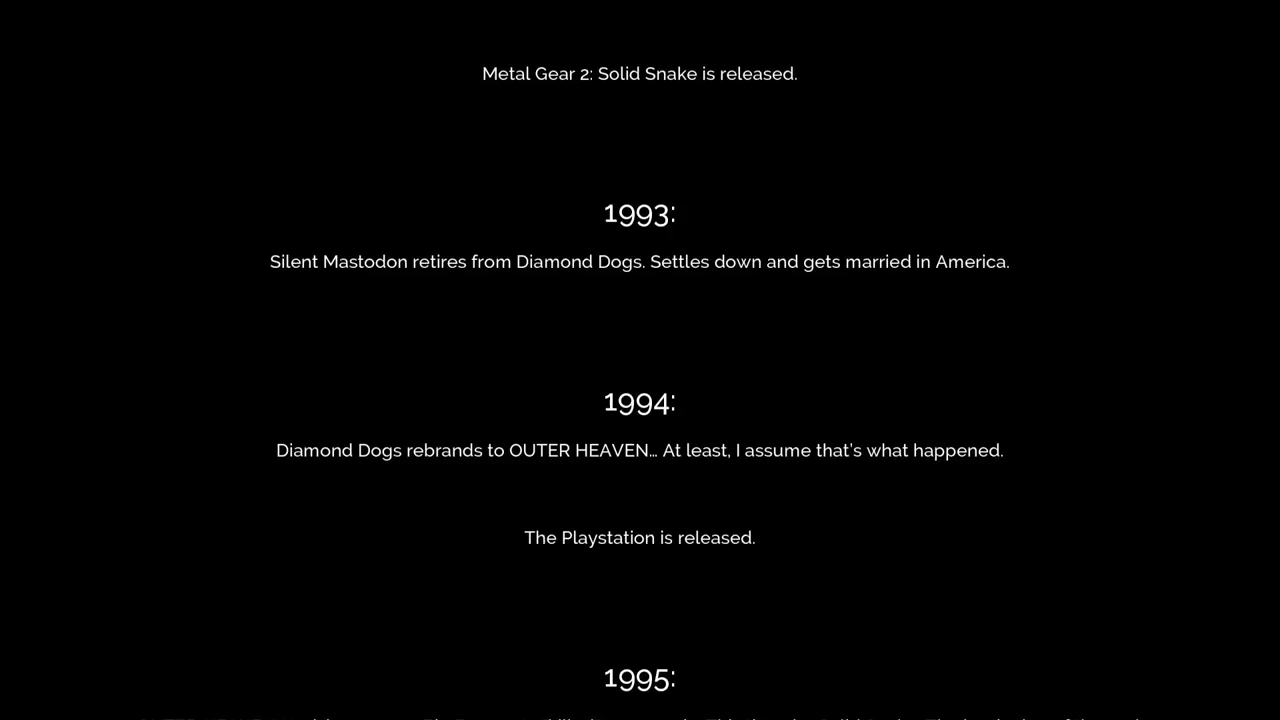 Metal Gear 2: Solid Snake is released.
1993:
Silent Mastodon retires from Diamond Dogs. Settles down and gets married in America.
1994:
Diamond Dogs rebrands to OUTER HEAVEN… At least, I assume that's what happened.
The Playstation is released.
1995: